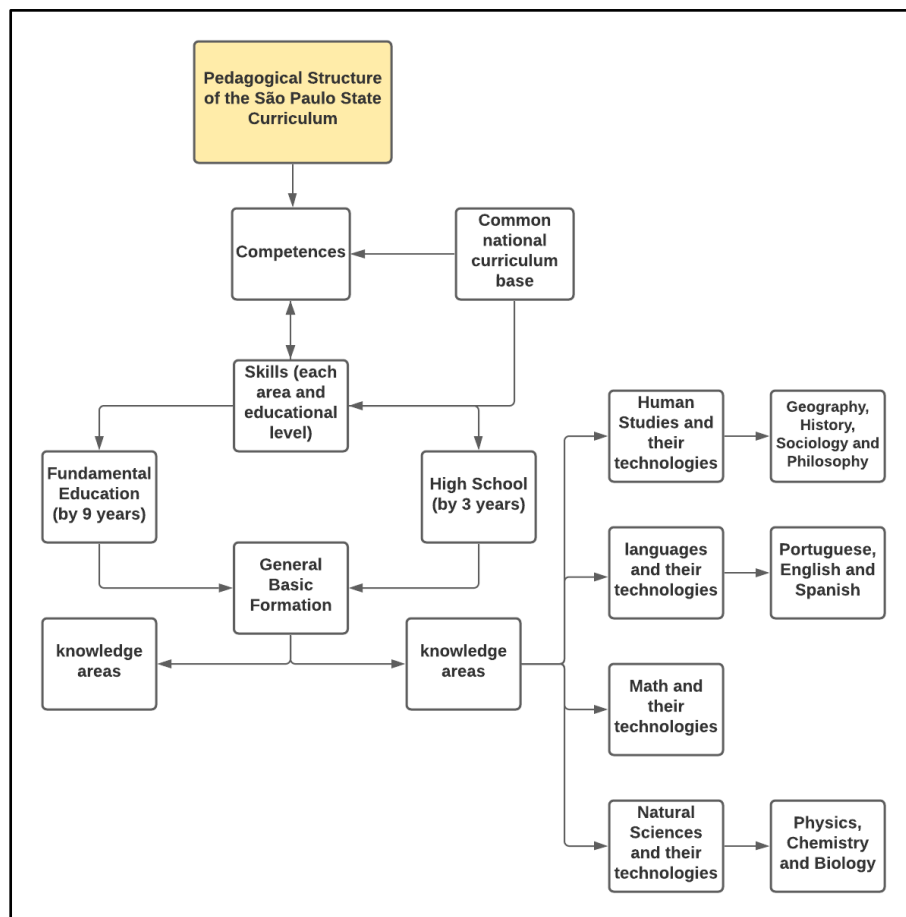 Pedagogical Structure
of the São Paulo State
Curriculum
Competences
Common
national
curriculum
base
Skills (each
area and
educational
level)
Fundamental
Education
(by 9 years)
High School
(by 3 years)
General
Basic
Formation
knowledge
areas
knowledge
areas
Human
Studies and
their
technologies
Geography,
History,
Sociology and
Philosophy
languages
and their
technologies
Portuguese,
English and
Spanish
Math and
their
technologies
Natural
Sciences
and their
technologies
Physics,
Chemistry
and Biology